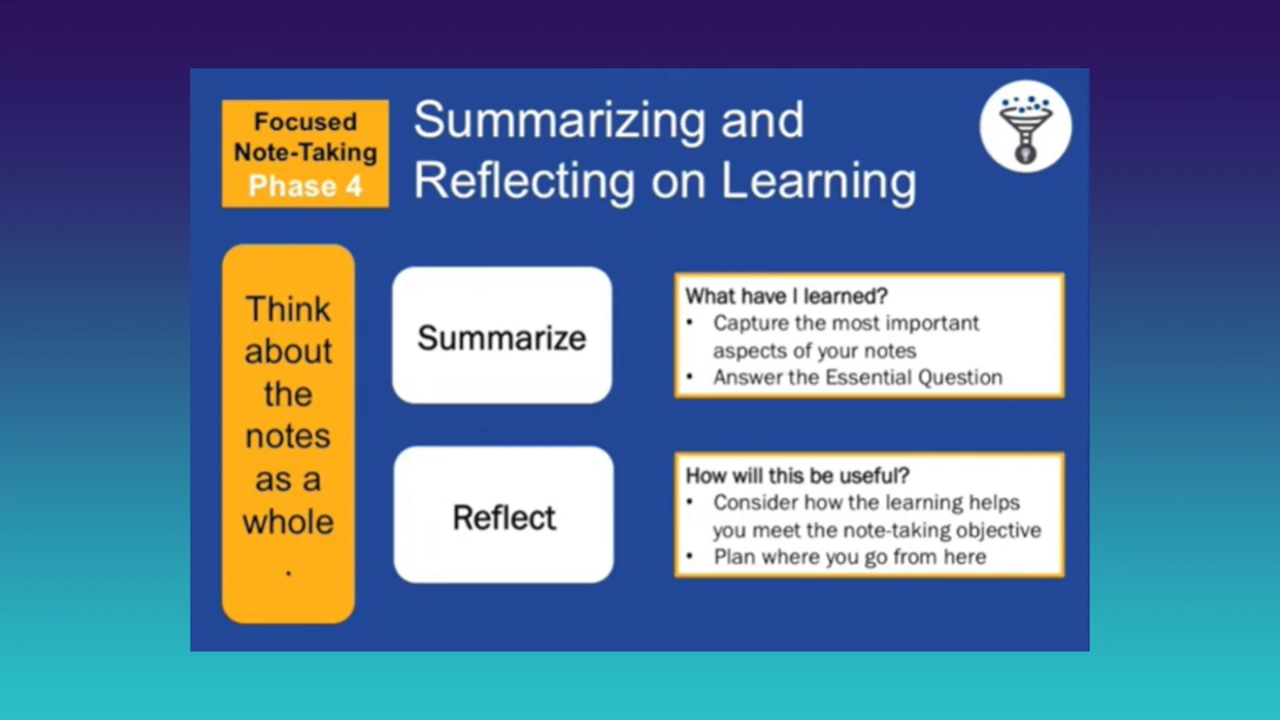 Focused
Note-Taking
Phase 4
Summarizing and
Reflecting on Learning
Think
about
the
notes
as a
whole
.
Summarize
What have I learned?
• Capture the most important
aspects of your notes
• Answer the Essential Question
Reflect
How will this be useful?
• Consider how the learning helps
you meet the note-taking objective
• Plan where you go from here